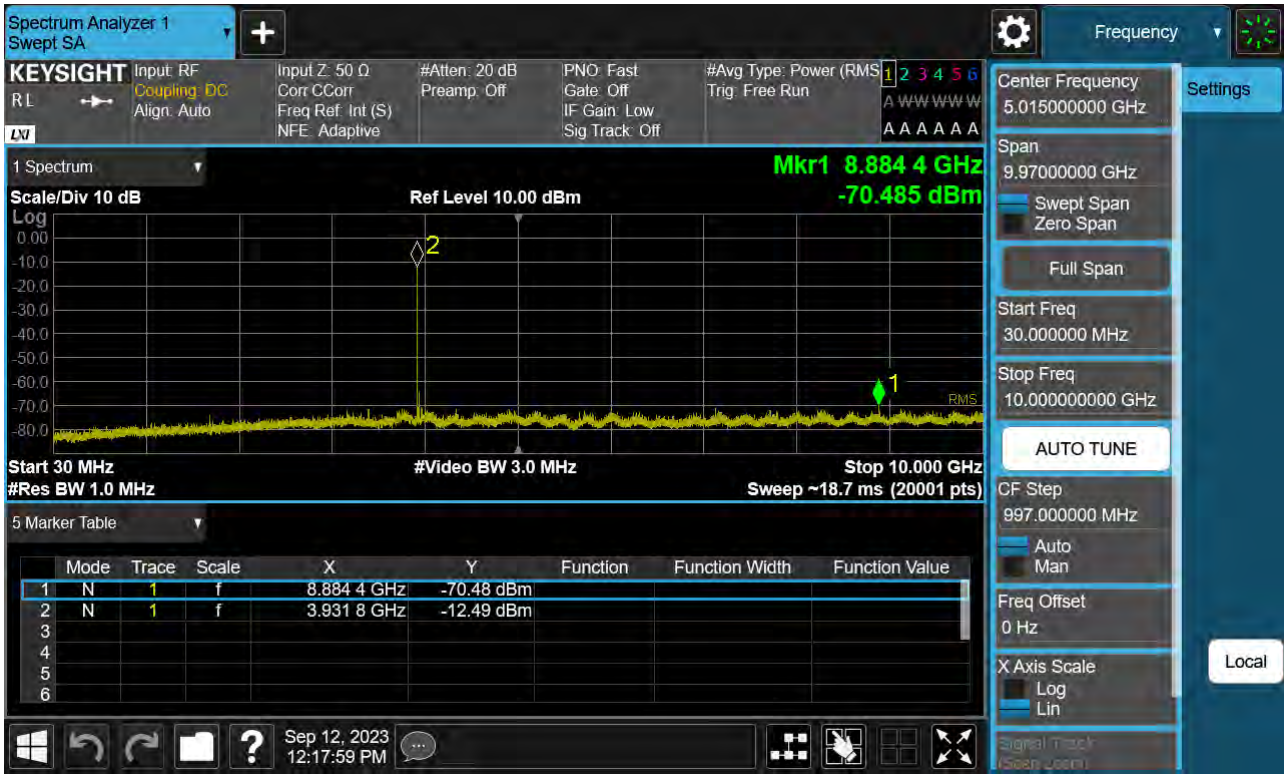 Spectrum Analyzer 1
Swept SA
+
Frequency
KEYSIGHT
RL
LXI
Input: RF
Coupling: DC
Align: Auto
Input Z: 50 Ω
Corr CCorr
Freq Ref: Int (S)
NFE: Adaptive
#Atten: 20 dB
Preamp: Off
PNO: Fast
Gate: Off
IF Gain: Low
Sig Track: Off
#Avg Type: Power (RMS
Trig: Free Run
1 2 3 4 5 6
A W W W W W
A A A A A A
1 Spectrum
Mkr1 8.884 4 GHz
-70.485 dBm
Scale/Div 10 dB
Ref Level 10.00 dBm
Log
0.00
-10.0
-20.0
-30.0
-40.0
-50.0
-60.0
-70.0
-80.0
2
1
RMS
Start 30 MHz
#Video BW 3.0 MHz
Stop 10.000 GHz
#Res BW 1.0 MHz
Sweep ~18.7 ms (20001 pts)
5 Marker Table
Mode Trace Scale X Y Function Function Width Function Value
1 N 1 f 8.884 4 GHz -70.48 dBm
2 N 1 f 3.931 8 GHz -12.49 dBm
3
4
5
6
?
Sep 12, 2023
12:17:59 PM
Center Frequency
5.015000000 GHz
Span
9.97000000 GHz
Swept Span
Zero Span
Full Span
Start Freq
30.000000 MHz
Stop Freq
10.000000000 GHz
AUTO TUNE
CF Step
997.000000 MHz
Auto
Man
Freq Offset
0 Hz
X Axis Scale
Log
Lin
Signal Track
(Span Zoom)
Settings
Local